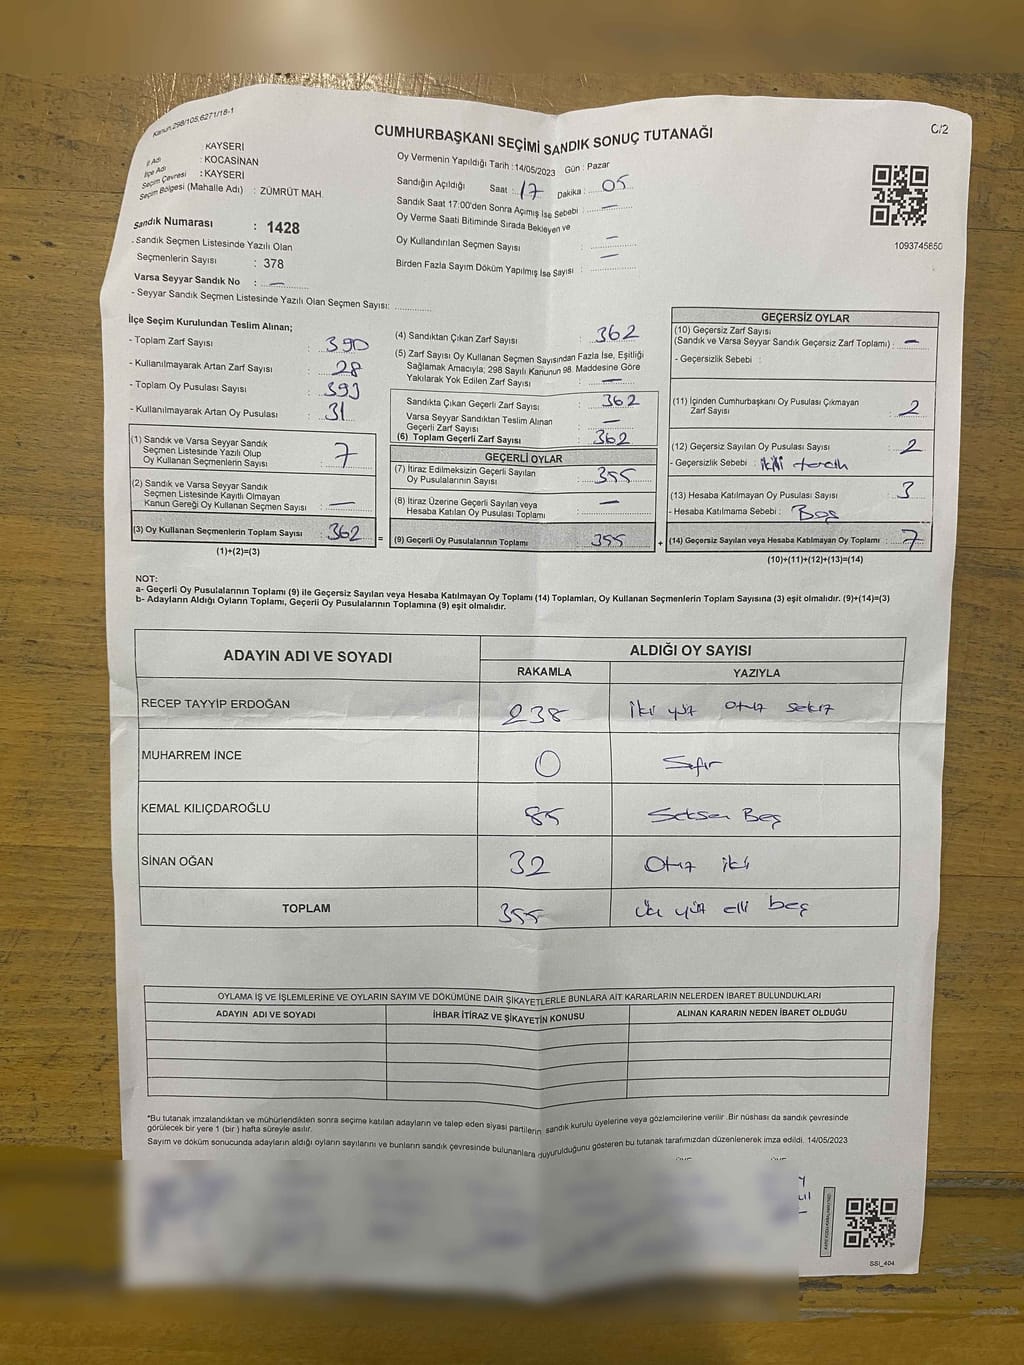 Kanun:298/105,6271/18-1
C/2
CUMHURBAŞKANI SEÇİMİ SANDIK SONUÇ TUTANAĞI
İl Adı : KAYSERİ
İlçe Adı : KOCASİNAN
Seçim Çevresi : KAYSERİ
Seçim Bölgesi (Mahalle Adı) : ZÜMRÜT MAH.
Sandık Numarası : 1428
- Sandık Seçmen Listesinde Yazılı Olan
Seçmenlerin Sayısı : 378
Varsa Seyyar Sandık No : —
- Seyyar Sandık Seçmen Listesinde Yazılı Olan Seçmen Sayısı:
Oy Vermenin Yapıldığı Tarih :14/05/2023 Gün : Pazar
Sandığın Açıldığı Saat : 17 Dakika : 05
Sandık Saat 17:00'den Sonra Açımış İse Sebebi : —
Oy Verme Saati Bitiminde Sırada Bekleyen ve
Oy Kullandırılan Seçmen Sayısı : —
Birden Fazla Sayım Döküm Yapılmış İse Sayısı : —
1093745650
İlçe Seçim Kurulundan Teslim Alınan;
- Toplam Zarf Sayısı : 390
- Kullanılmayarak Artan Zarf Sayısı : 28
- Toplam Oy Pusulası Sayısı : 393
- Kullanılmayarak Artan Oy Pusulası : 31
(1) Sandık ve Varsa Seyyar Sandık
Seçmen Listesinde Yazılı Olup
Oy Kullanan Seçmenlerin Sayısı : 7
(2) Sandık ve Varsa Seyyar Sandık
Seçmen Listesinde Kayıtlı Olmayan
Kanun Gereği Oy Kullanan Seçmen Sayısı : —
(3) Oy Kullanan Seçmenlerin Toplam Sayısı : 362
(1)+(2)=(3)
(4) Sandıktan Çıkan Zarf Sayısı : 362
(5) Zarf Sayısı Oy Kullanan Seçmen Sayısından Fazla İse, Eşitliği
Sağlamak Amacıyla; 298 Sayılı Kanunun 98. Maddesine Göre
Yakılarak Yok Edilen Zarf Sayısı : —
Sandıkta Çıkan Geçerli Zarf Sayısı : 362
Varsa Seyyar Sandıktan Teslim Alınan
Geçerli Zarf Sayısı : —
(6) Toplam Geçerli Zarf Sayısı : 362
GEÇERLİ OYLAR
(7) İtiraz Edilmeksizin Geçerli Sayılan
Oy Pusulalarının Sayısı : 355
(8) İtiraz Üzerine Geçerli Sayılan veya
Hesaba Katılan Oy Pusulası Toplamı : —
= (9) Geçerli Oy Pusulalarının Toplamı : 355
GEÇERSİZ OYLAR
(10) Geçersiz Zarf Sayısı
(Sandık ve Varsa Seyyar Sandık Geçersiz Zarf Toplamı) : —
- Geçersizlik Sebebi :
(11) İçinden Cumhurbaşkanı Oy Pusulası Çıkmayan
Zarf Sayısı : 2
(12) Geçersiz Sayılan Oy Pusulası Sayısı : 2
- Geçersizlik Sebebi : ikili tercih
(13) Hesaba Katılmayan Oy Pusulası Sayısı : 3
- Hesaba Katılmama Sebebi : Boş
+ (14) Geçersiz Sayılan veya Hesaba Katılmayan Oy Toplamı : 7
(10)+(11)+(12)+(13)=(14)
NOT:
a- Geçerli Oy Pusulalarının Toplamı (9) ile Geçersiz Sayılan veya Hesaba Katılmayan Oy Toplamı (14) Toplamları, Oy Kullanan Seçmenlerin Toplam Sayısına (3) eşit olmalıdır. (9)+(14)=(3)
b- Adayların Aldığı Oyların Toplamı, Geçerli Oy Pusulalarının Toplamına (9) eşit olmalıdır.
ADAYIN ADI VE SOYADI ALDIĞI OY SAYISI
RAKAMLA YAZIYLA
RECEP TAYYİP ERDOĞAN 238 iki yüz otuz sekiz
MUHARREM İNCE 0 Sıfır
KEMAL KILIÇDAROĞLU 85 Seksen Beş
SİNAN OĞAN 32 Otuz iki
TOPLAM 355 üç yüz elli beş
OYLAMA İŞ VE İŞLEMLERİNE VE OYLARIN SAYIM VE DÖKÜMÜNE DAİR ŞİKAYETLERLE BUNLARA AİT KARARLARIN NELERDEN İBARET BULUNDUKLARI
ADAYIN ADI VE SOYADI İHBAR İTİRAZ VE ŞİKAYETİN KONUSU ALINAN KARARIN NEDEN İBARET OLDUĞU
*Bu tutanak imzalandıktan ve mühürlendikten sonra seçime katılan adayların ve talep eden siyasi partilerin sandık kurulu üyelerine veya gözlemcilerine verilir .Bir nüshası da sandık çevresinde
görülecek bir yere 1 (bir ) hafta süreyle asılır.
Sayım ve döküm sonucunda adayların aldığı oyların sayılarını ve bunların sandık çevresinde bulunanlara duyurulduğunu gösteren bu tutanak tarafımızdan düzenlenerek imza edildi. 14/05/2023
SSI_404